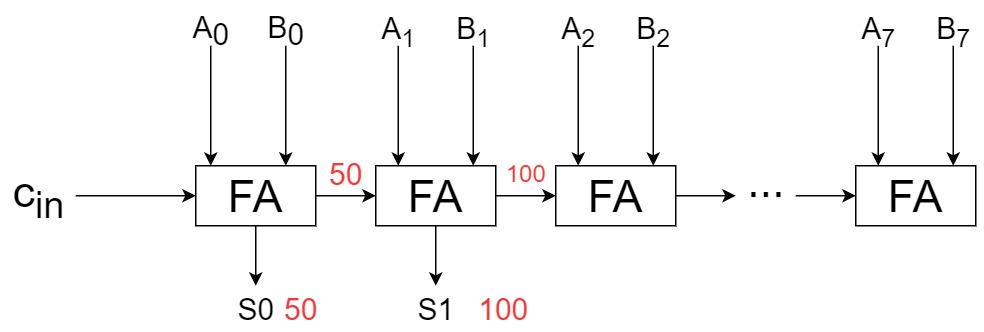 A0 B0 A1 B1 A2 B2 A7 B7
50 100
cin FA FA FA ... FA
S0 50 S1 100